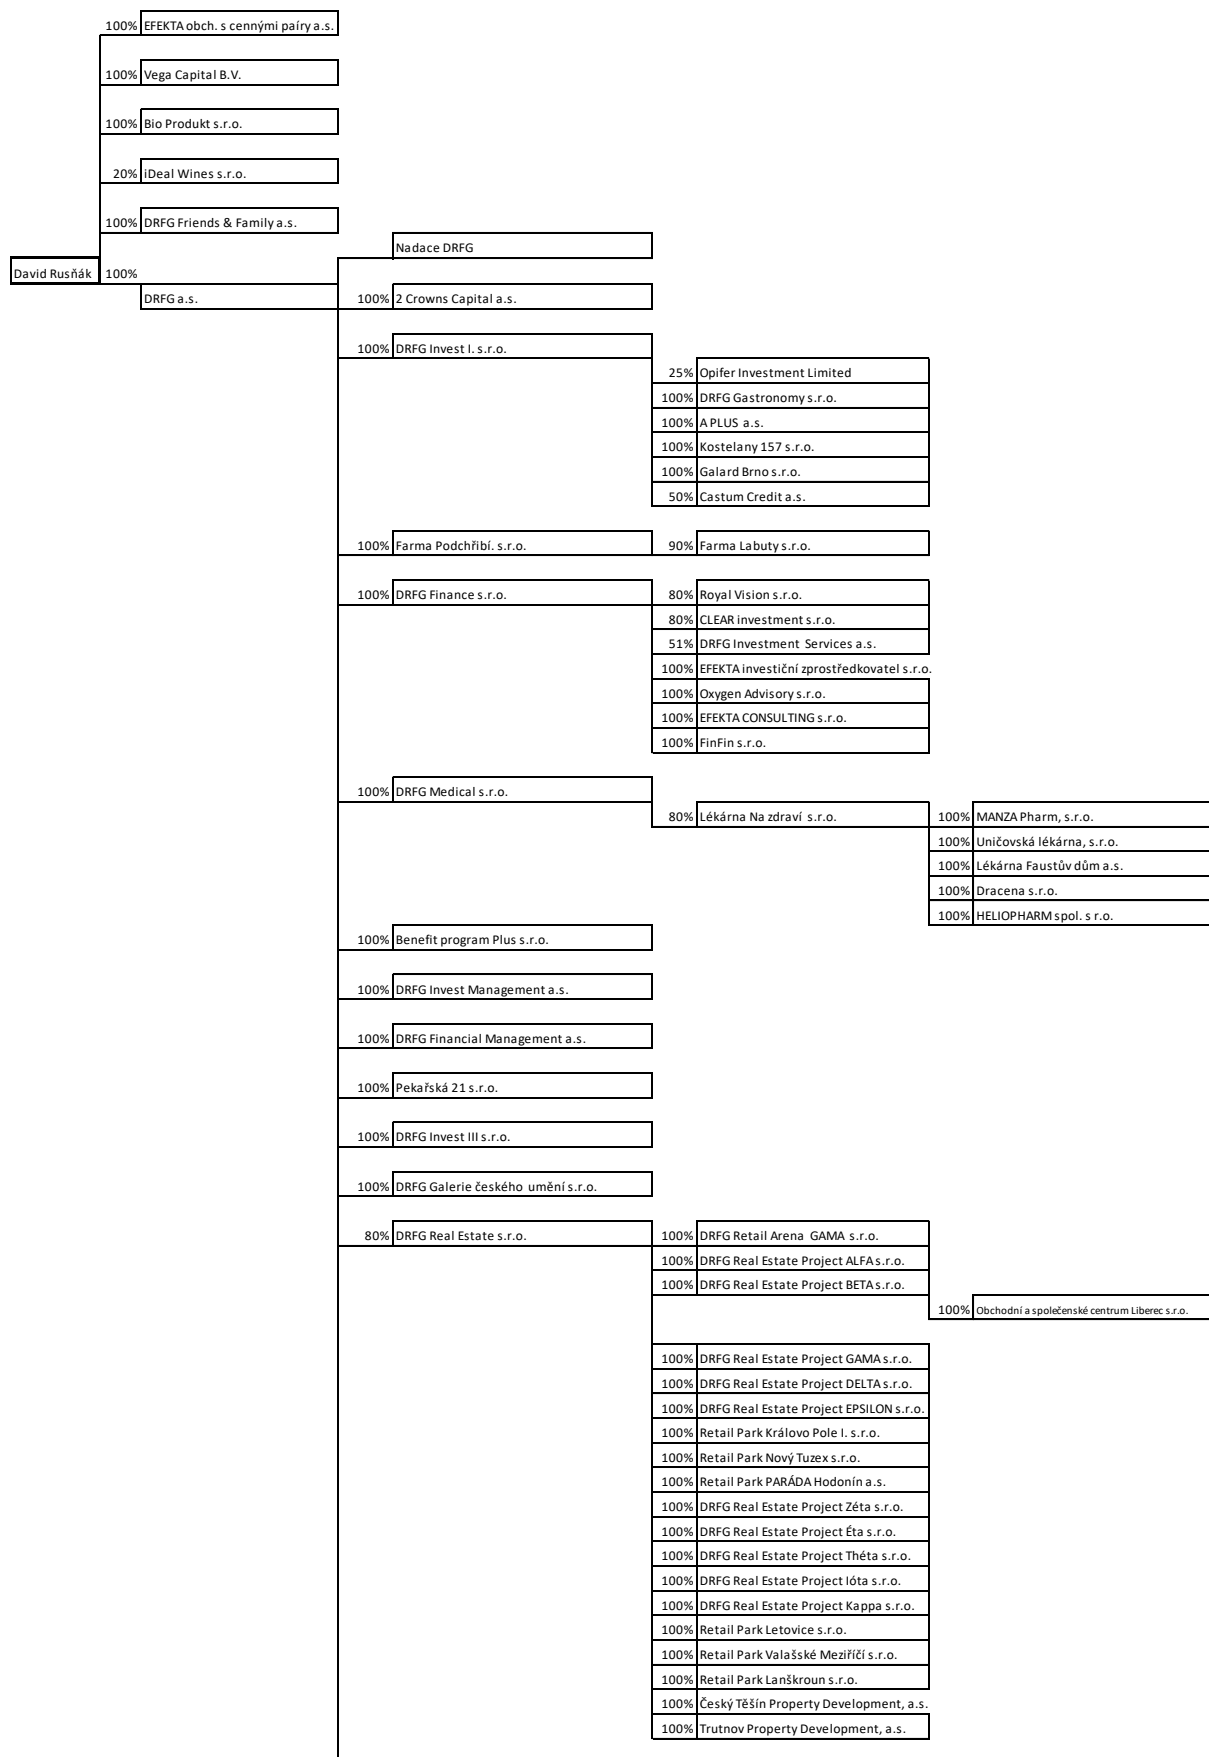 100% EFEKTA obch. s cennými paíry a.s.
100% Vega Capital B.V.
100% Bio Produkt s.r.o.
20% iDeal Wines s.r.o.
100% DRFG Friends & Family a.s.
Nadace DRFG
David Rusňák 100%
DRFG a.s. 100% 2 Crowns Capital a.s.
100% DRFG Invest I. s.r.o.
25% Opifer Investment Limited
100% DRFG Gastronomy s.r.o.
100% A PLUS a.s.
100% Kostelany 157 s.r.o.
100% Galard Brno s.r.o.
50% Castum Credit a.s.
100% Farma Podchřibí. s.r.o. 90% Farma Labuty s.r.o.
100% DRFG Finance s.r.o. 80% Royal Vision s.r.o.
80% CLEAR investment s.r.o.
51% DRFG Investment Services a.s.
100% EFEKTA investiční zprostředkovatel s.r.o.
100% Oxygen Advisory s.r.o.
100% EFEKTA CONSULTING s.r.o.
100% FinFin s.r.o.
100% DRFG Medical s.r.o.
80% Lékárna Na zdraví s.r.o. 100% MANZA Pharm, s.r.o.
100% Uničovská lékárna, s.r.o.
100% Lékárna Faustův dům a.s.
100% Dracena s.r.o.
100% HELIOPHARM spol. s r.o.
100% Benefit program Plus s.r.o.
100% DRFG Invest Management a.s.
100% DRFG Financial Management a.s.
100% Pekařská 21 s.r.o.
100% DRFG Invest III s.r.o.
100% DRFG Galerie českého umění s.r.o.
80% DRFG Real Estate s.r.o. 100% DRFG Retail Arena GAMA s.r.o.
100% DRFG Real Estate Project ALFA s.r.o.
100% DRFG Real Estate Project BETA s.r.o.
100% Obchodní a společenské centrum Liberec s.r.o.
100% DRFG Real Estate Project GAMA s.r.o.
100% DRFG Real Estate Project DELTA s.r.o.
100% DRFG Real Estate Project EPSILON s.r.o.
100% Retail Park Královo Pole I. s.r.o.
100% Retail Park Nový Tuzex s.r.o.
100% Retail Park PARÁDA Hodonín a.s.
100% DRFG Real Estate Project Zéta s.r.o.
100% DRFG Real Estate Project Éta s.r.o.
100% DRFG Real Estate Project Théta s.r.o.
100% DRFG Real Estate Project Ióta s.r.o.
100% DRFG Real Estate Project Kappa s.r.o.
100% Retail Park Letovice s.r.o.
100% Retail Park Valašské Meziříčí s.r.o.
100% Retail Park Lanškroun s.r.o.
100% Český Těšín Property Development, a.s.
100% Trutnov Property Development, a.s.